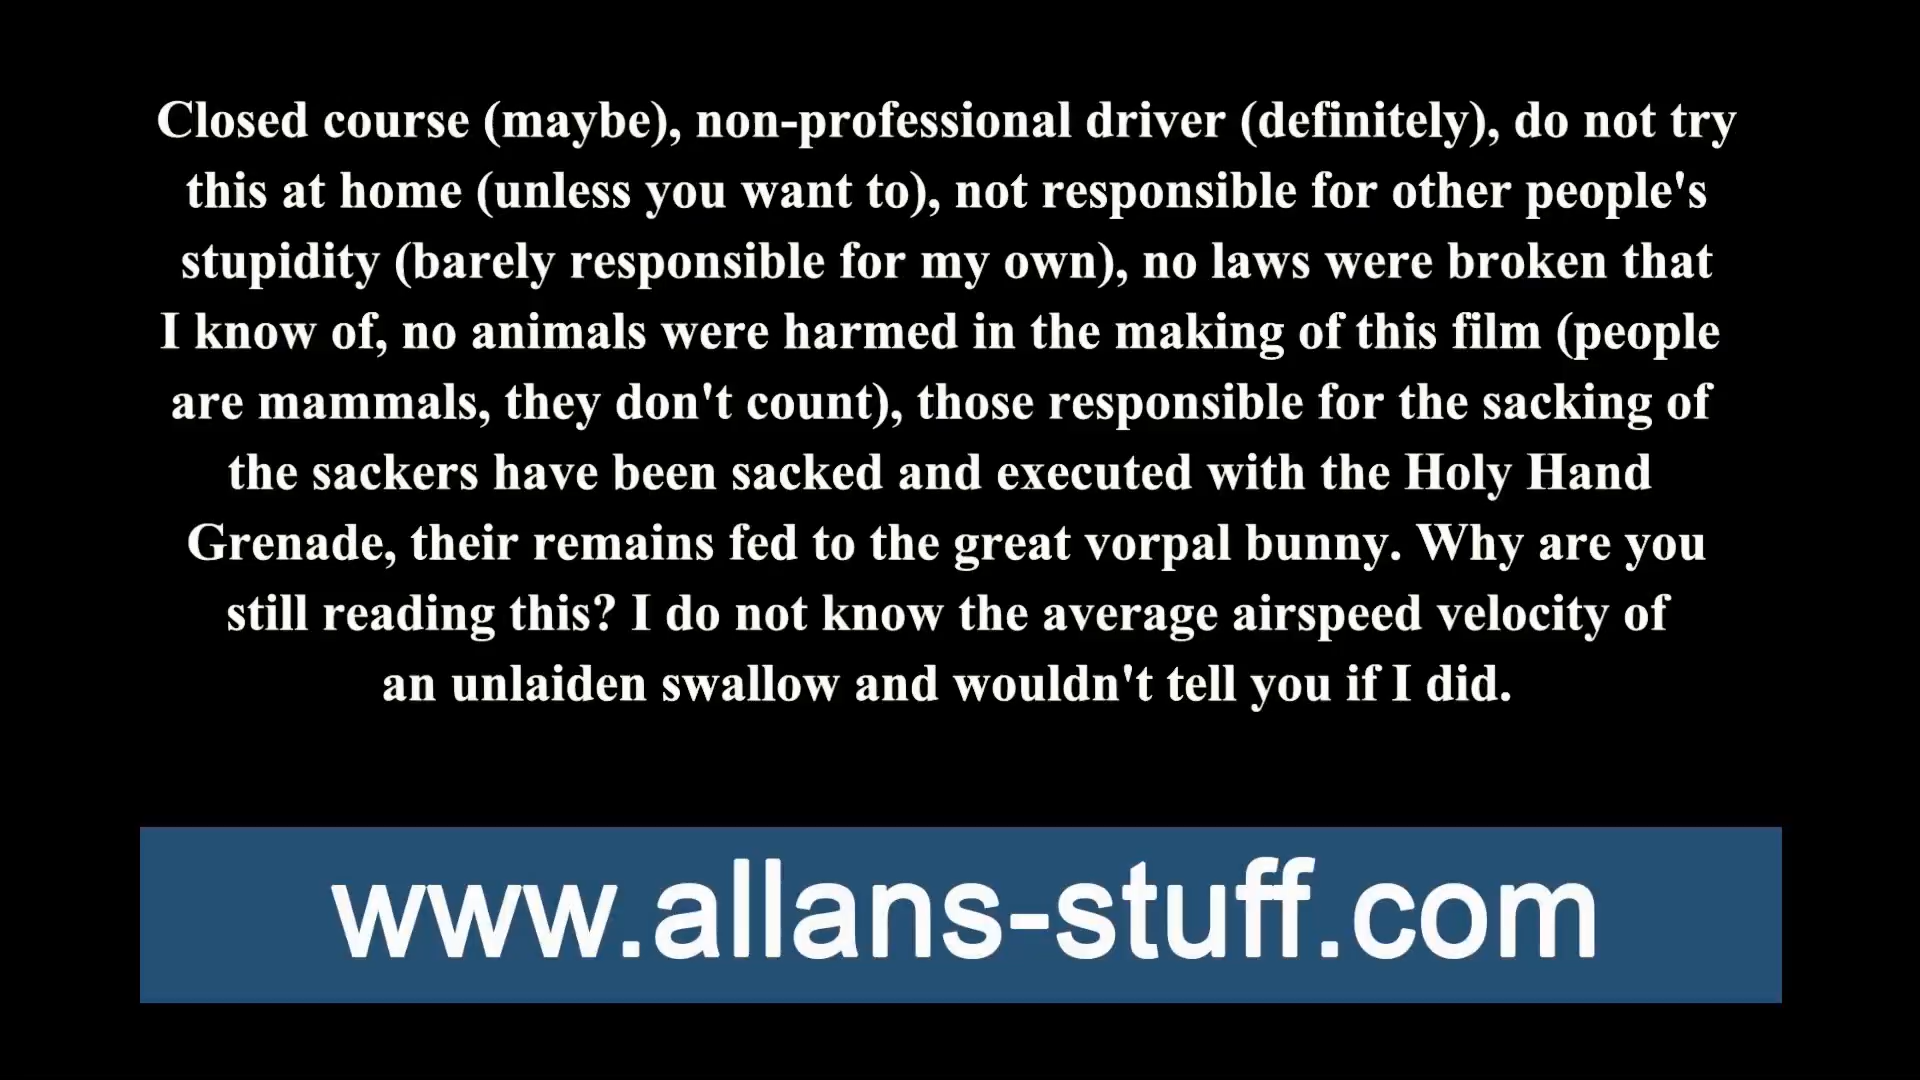 Closed course (maybe), non-professional driver (definitely), do not try
this at home (unless you want to), not responsible for other people's
stupidity (barely responsible for my own), no laws were broken that
I know of, no animals were harmed in the making of this film (people
are mammals, they don't count), those responsible for the sacking of
the sackers have been sacked and executed with the Holy Hand
Grenade, their remains fed to the great vorpal bunny. Why are you
still reading this? I do not know the average airspeed velocity of
an unlaiden swallow and wouldn't tell you if I did.
www.allans-stuff.com